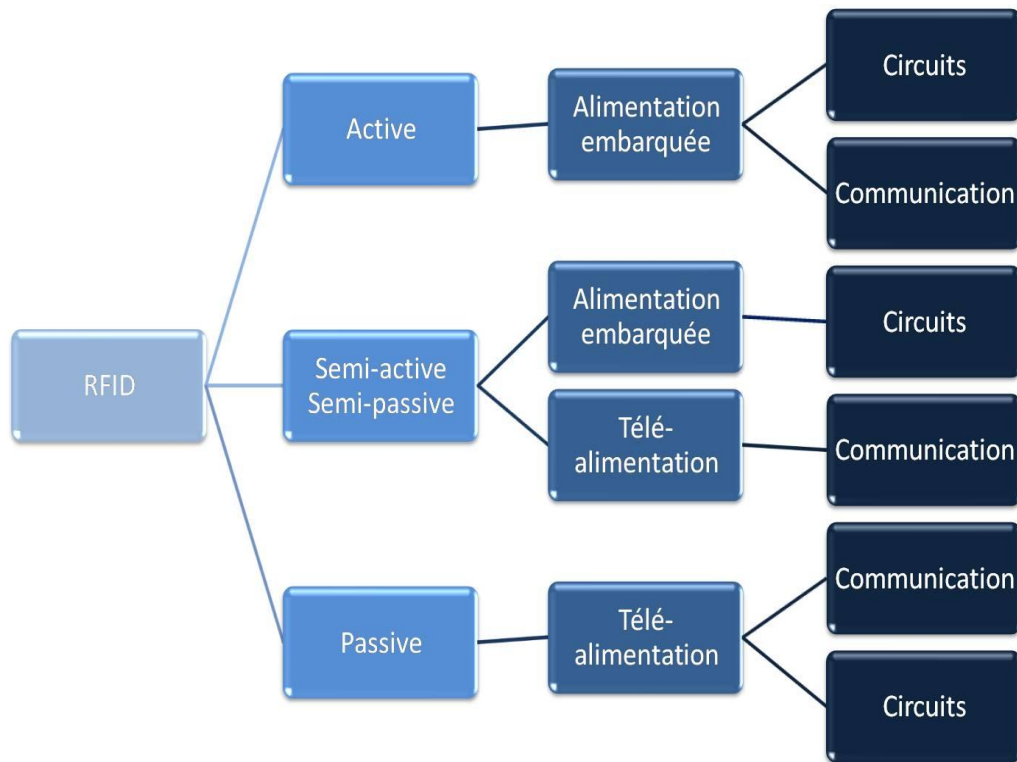 RFID
Active
Alimentation
embarquée
Circuits
Communication
Semi-active
Semi-passive
Alimentation
embarquée
Circuits
Télé-
alimentation
Communication
Passive
Télé-
alimentation
Communication
Circuits